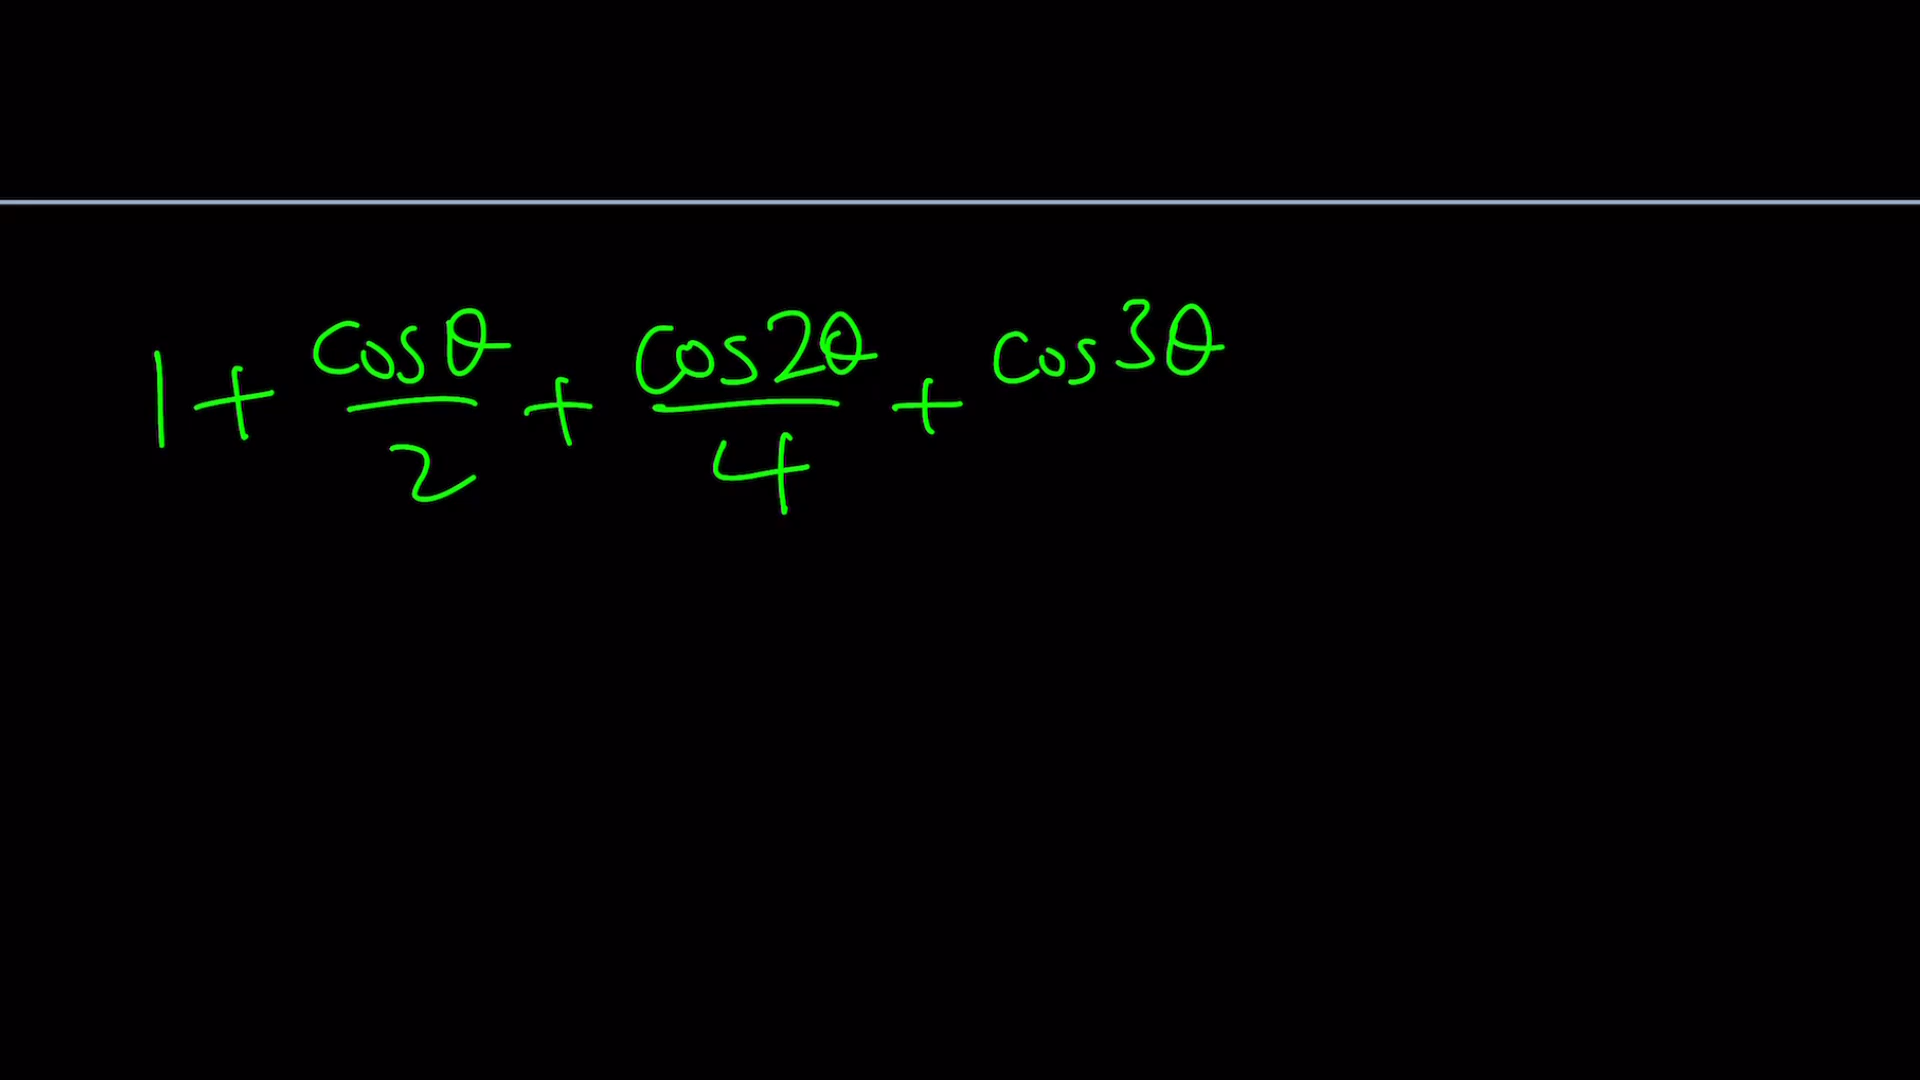 1 + cosθ/2 + cos2θ/4 + cos3θ